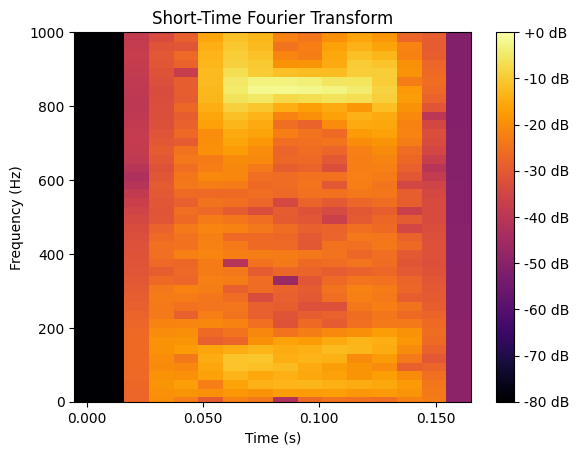 Short-Time Fourier Transform
1000
800
600
400
200
0
Frequency (Hz)
0.000
0.050
0.100
0.150
Time (s)
+0 dB
-10 dB
-20 dB
-30 dB
-40 dB
-50 dB
-60 dB
-70 dB
-80 dB